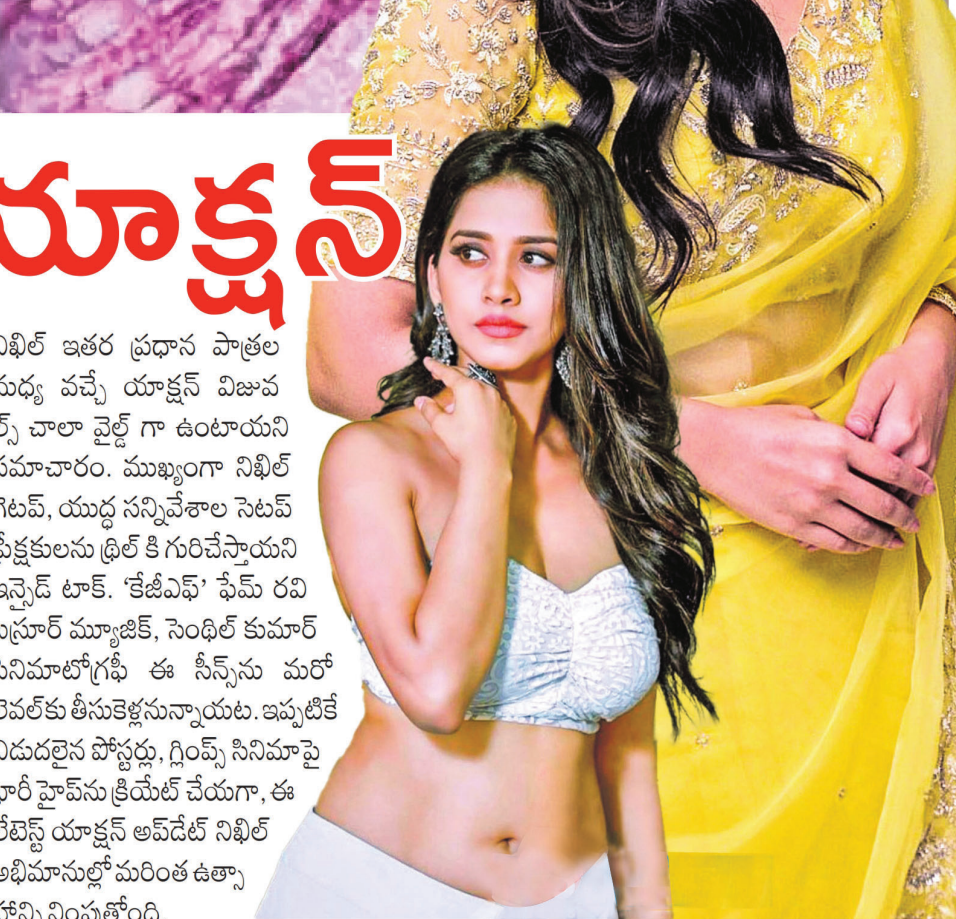 యాక్షన్
నిఖిల్ ఇతర ప్రధాన పాత్రల
మధ్య వచ్చే యాక్షన్ విజువ
ల్స్ చాలా వైల్డ్ గా ఉంటాయని
సమాచారం. ముఖ్యంగా నిఖిల్
గెటప్, యుద్ధ సన్నివేశాల సెటప్
ప్రేక్షకులను థ్రిల్ కి గురిచేస్తాయని
ఇన్సైడ్ టాక్. ‘కేజీఎఫ్’ ఫేమ్ రవి
బస్రూర్ మ్యూజిక్, సెంథిల్ కుమార్
సినిమాటోగ్రఫీ ఈ సీన్స్‌ను మరో
లెవల్‌కు తీసుకెళ్లనున్నాయట. ఇప్పటికే
విడుదలైన పోస్టర్లు, గ్లింప్స్ సినిమాపై
భారీ హైప్‌ను క్రియేట్ చేయగా, ఈ
లేటెస్ట్ యాక్షన్ అప్‌డేట్ నిఖిల్
అభిమానుల్లో మరింత ఉత్సా
హాన్ని నింపుతోంది.